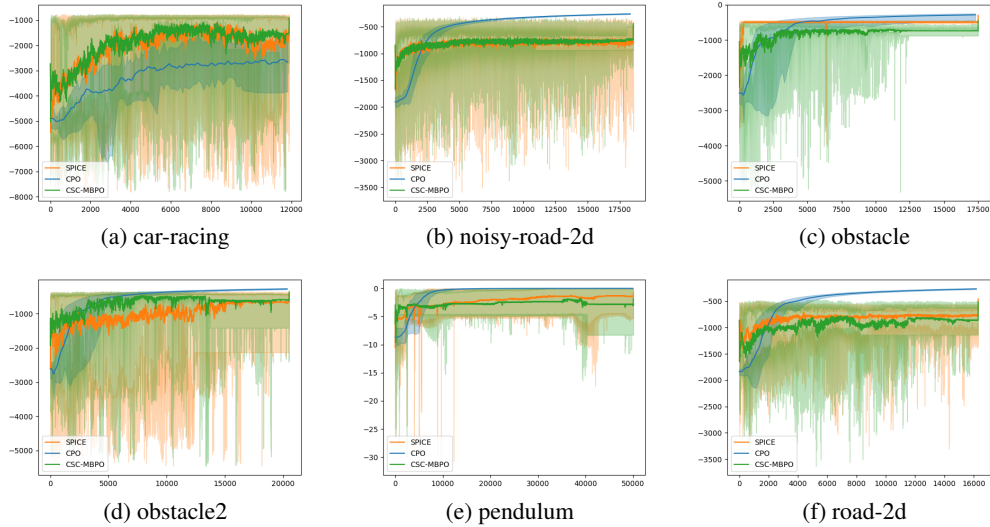 −1000
−2000
−3000
−4000
−5000
−6000
−7000
−8000
0 2000 4000 6000 8000 10000 12000
SPICE
CPO
CSC-MBPO
(a) car-racing
−500
−1000
−1500
−2000
−2500
−3000
−3500
0 2500 5000 7500 10000 12500 15000 17500
SPICE
CPO
CSC-MBPO
(b) noisy-road-2d
0
−1000
−2000
−3000
−4000
−5000
0 2500 5000 7500 10000 12500 15000 17500
SPICE
CPO
CSC-MBPO
(c) obstacle
−1000
−2000
−3000
−4000
−5000
0 5000 10000 15000 20000
SPICE
CPO
CSC-MBPO
(d) obstacle2
0
−5
−10
−15
−20
−25
−30
0 10000 20000 30000 40000 50000
SPICE
CPO
CSC-MBPO
(e) pendulum
−500
−1000
−1500
−2000
−2500
−3000
−3500
0 2000 4000 6000 8000 10000 12000 14000 16000
SPICE
CPO
CSC-MBPO
(f) road-2d